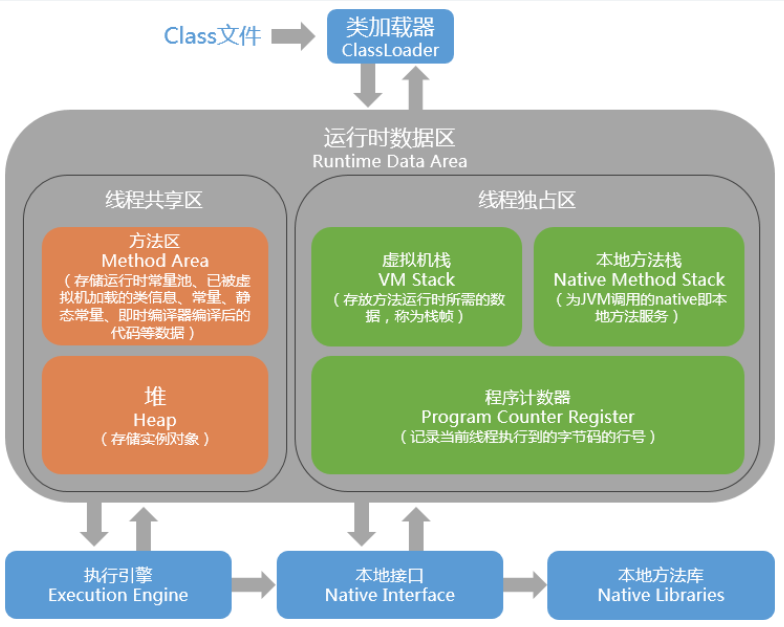 Class文件
类加载器
ClassLoader
运行时数据区
Runtime Data Area
线程共享区
方法区
Method Area
（存储运行时常量池、已被虚
拟机加载的类信息、常量、静
态常量、即时编译器编译后的
代码等数据）
堆
Heap
（存储实例对象）
线程独占区
虚拟机栈
VM Stack
（存放方法运行时所需的数
据，称为栈帧）
本地方法栈
Native Method Stack
（为JVM调用的native即本
地方法服务）
程序计数器
Program Counter Register
（记录当前线程执行到的字节码的行号）
执行引擎
Execution Engine
本地接口
Native Interface
本地方法库
Native Libraries